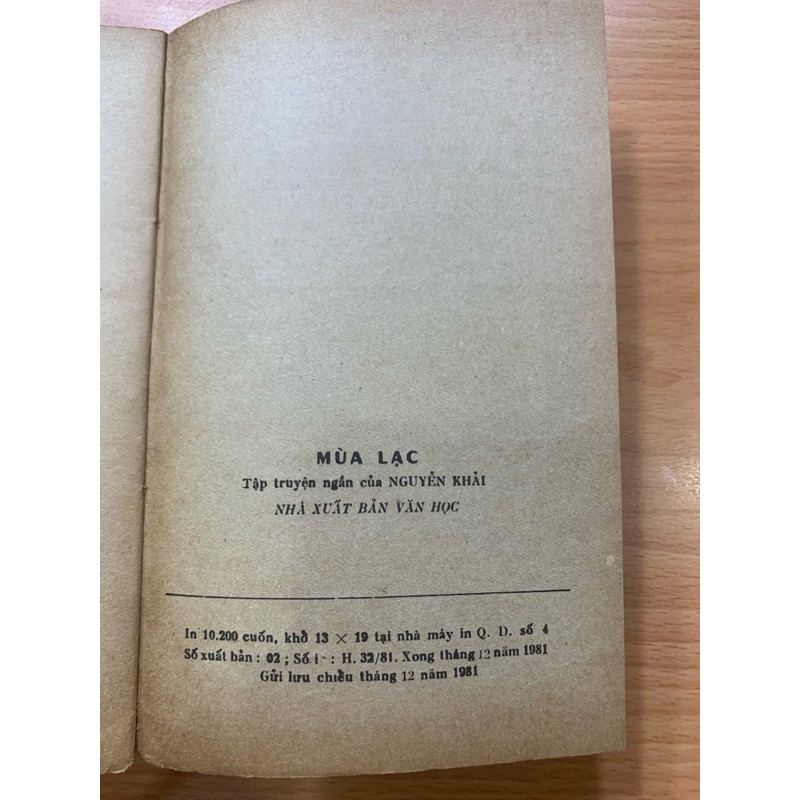 MÙA LẠC
Tập truyện ngắn của NGUYỄN KHẢI
NHÀ XUẤT BẢN VĂN HỌC
In 10.200 cuốn, khổ 13 × 19 tại nhà máy in Q. D. số 4
Số xuất bản : 02 ; Số i : H. 32/81. Xong tháng 12 năm 1981
Gửi lưu chiều tháng 12 năm 1981